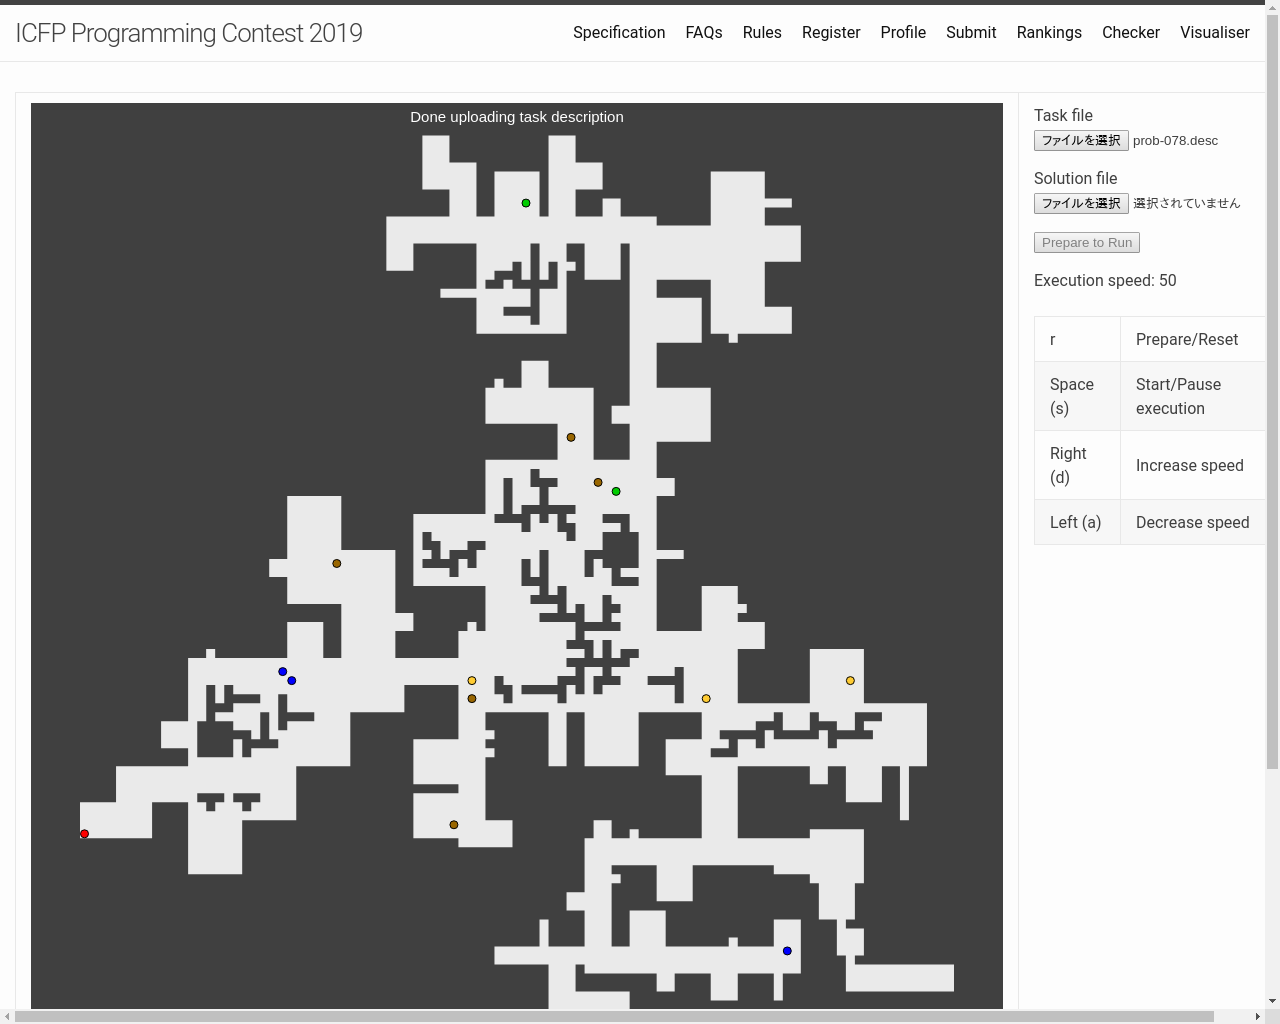 ICFP Programming Contest 2019
Specification FAQs Rules Register Profile Submit Rankings Checker Visualiser
Done uploading task description
Task file
ファイルを選択 prob-078.desc
Solution file
ファイルを選択 選択されていません
Prepare to Run
Execution speed: 50
r Prepare/Reset
Space (s) Start/Pause execution
Right (d) Increase speed
Left (a) Decrease speed